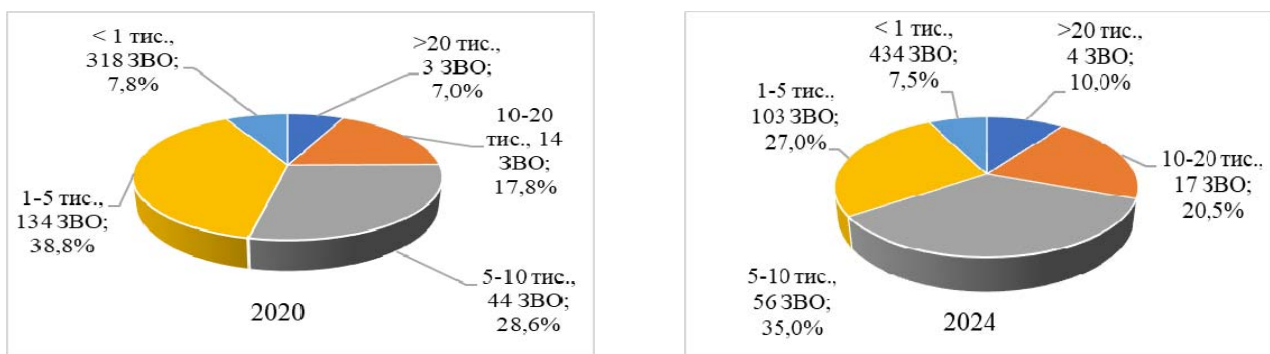 < 1 тис.,
318 ЗВО;
7,8%
>20 тис.,
3 ЗВО;
7,0%
10-20
тис., 14
ЗВО;
17,8%
1-5 тис.,
134 ЗВО;
38,8%
5-10 тис.,
44 ЗВО;
28,6%
2020
< 1 тис.,
434 ЗВО;
7,5%
>20 тис.,
4 ЗВО;
10,0%
1-5 тис.,
103 ЗВО;
27,0%
10-20 тис.,
17 ЗВО;
20,5%
5-10 тис.,
56 ЗВО;
35,0%
2024